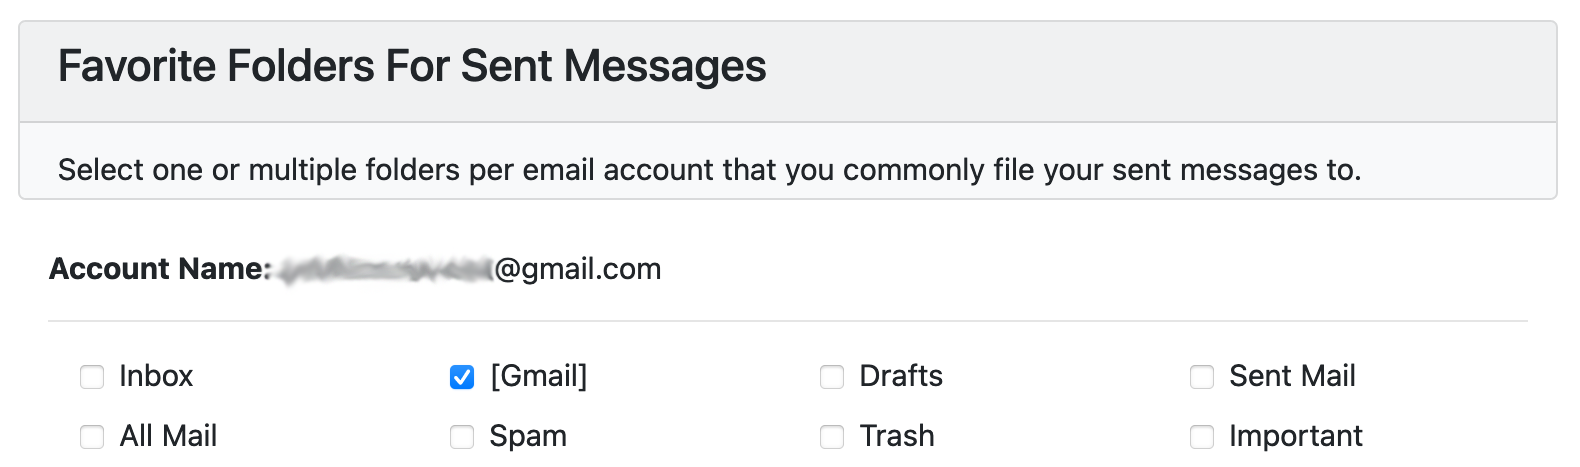 Favorite Folders For Sent Messages
Select one or multiple folders per email account that you commonly file your sent messages to.
Account Name: @gmail.com
Inbox [Gmail] Drafts Sent Mail
All Mail Spam Trash Important